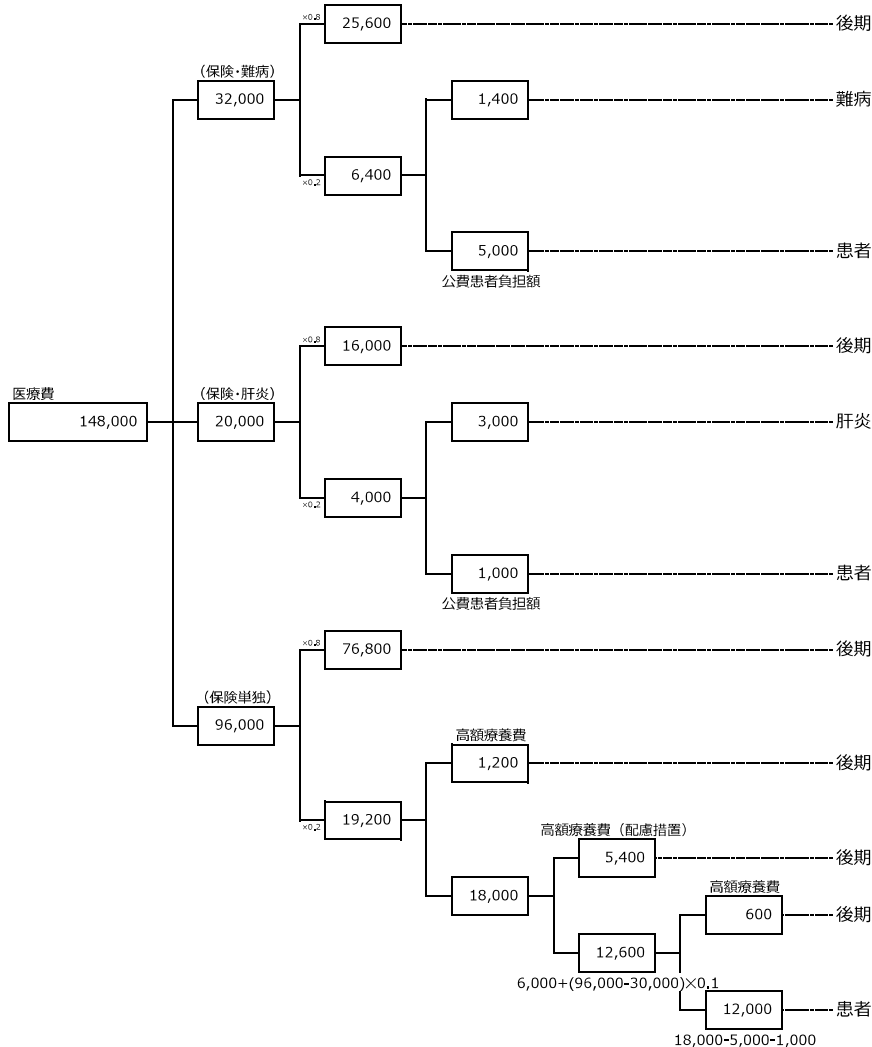 ×0.8
25,600
後期
(保険・難病)
32,000
1,400
難病
×0.2
6,400
5,000
患者
公費患者負担額
×0.8
16,000
後期
医療費
148,000
(保険・肝炎)
20,000
3,000
肝炎
×0.2
4,000
1,000
患者
公費患者負担額
×0.8
76,800
後期
(保険単独)
96,000
高額療養費
1,200
後期
×0.2
19,200
高額療養費(配慮措置)
5,400
後期
18,000
高額療養費
600
後期
12,600
6,000+(96,000-30,000)×0.1
12,000
患者
18,000-5,000-1,000